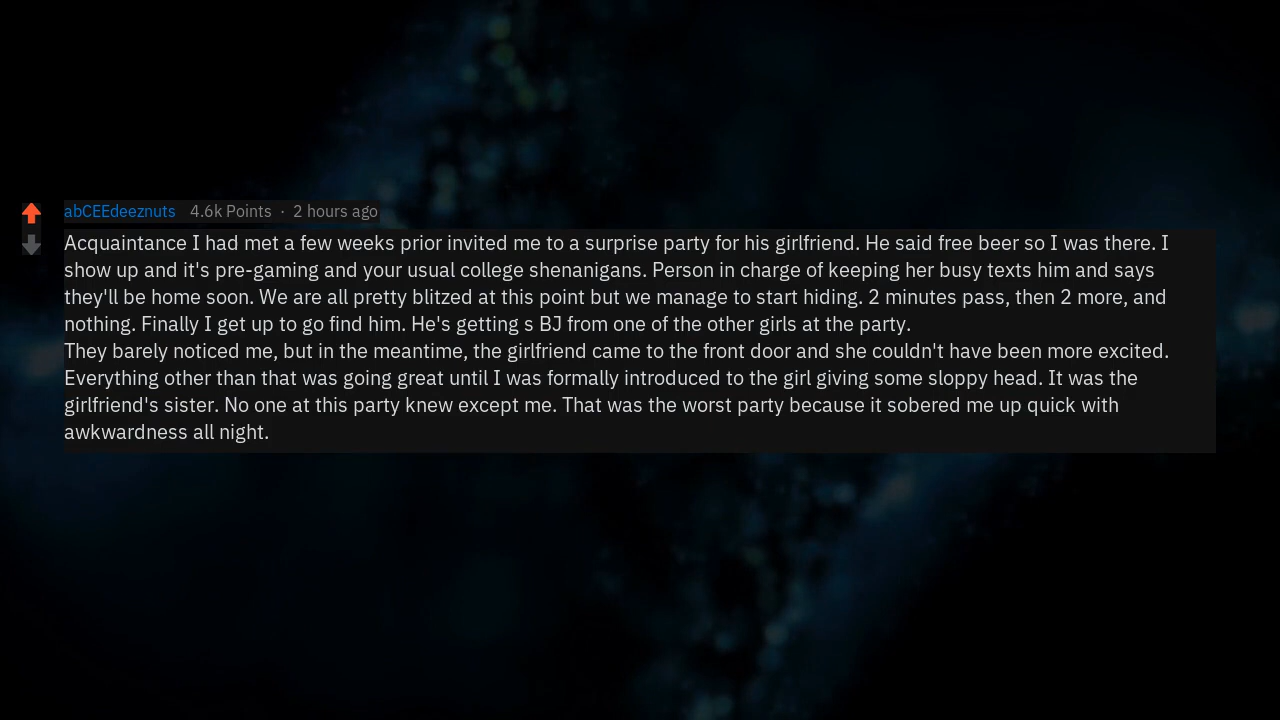 abCEEdeeznuts 4.6k Points · 2 hours ago
Acquaintance I had met a few weeks prior invited me to a surprise party for his girlfriend. He said free beer so I was there. I
show up and it's pre-gaming and your usual college shenanigans. Person in charge of keeping her busy texts him and says
they'll be home soon. We are all pretty blitzed at this point but we manage to start hiding. 2 minutes pass, then 2 more, and
nothing. Finally I get up to go find him. He's getting s BJ from one of the other girls at the party.
They barely noticed me, but in the meantime, the girlfriend came to the front door and she couldn't have been more excited.
Everything other than that was going great until I was formally introduced to the girl giving some sloppy head. It was the
girlfriend's sister. No one at this party knew except me. That was the worst party because it sobered me up quick with
awkwardness all night.